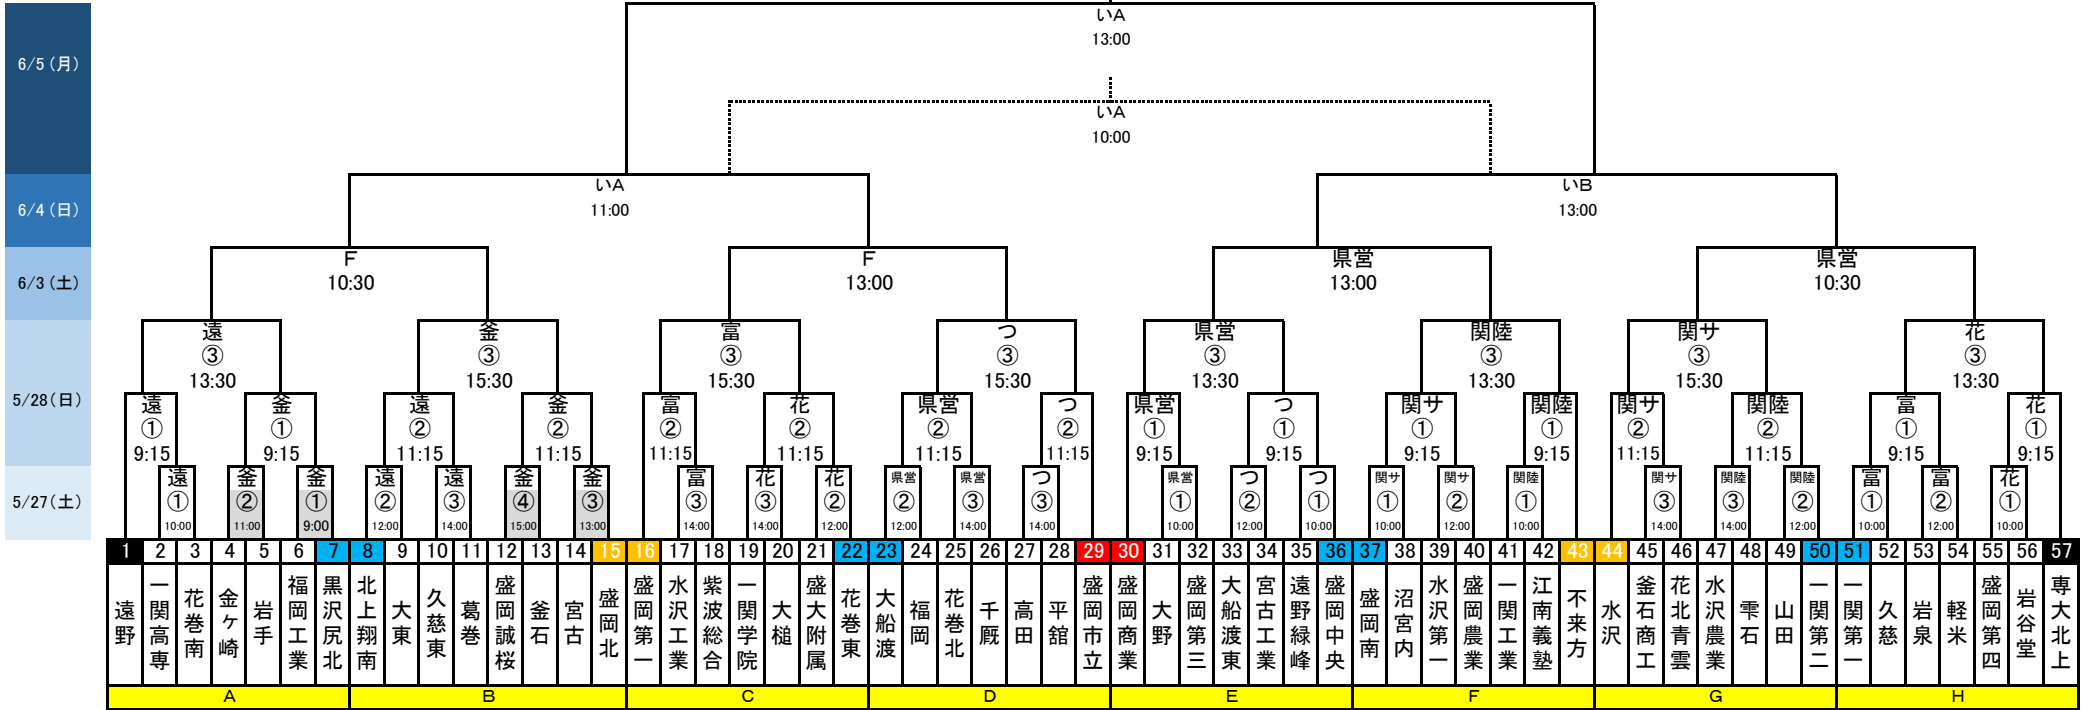 いA
13:00
6/5（月）
いA
10:00
いA
11:00
いB
13:00
6/4（日）
F
10:30
F
13:00
県営
13:00
県営
10:30
6/3（土）
遠
③
13:30
釜
③
15:30
富
③
15:30
つ
③
15:30
県営
③
13:30
関陸
③
13:30
関サ
③
15:30
花
③
13:30
5/28（日）
遠
①
9:15
釜
①
9:15
遠
②
11:15
釜
②
11:15
富
②
11:15
花
②
11:15
県営
②
11:15
つ
②
11:15
県営
①
9:15
つ
①
9:15
関サ
①
9:15
関陸
①
9:15
関サ
②
11:15
関陸
②
11:15
富
①
9:15
花
①
9:15
5/27（土）
遠
①
10:00
釜
②
11:00
釜
①
9:00
遠
②
12:00
遠
③
14:00
釜
④
15:00
釜
③
13:00
富
③
14:00
花
③
14:00
花
②
12:00
県営
②
12:00
県営
③
14:00
つ
③
14:00
県営
①
10:00
つ
②
12:00
つ
①
10:00
関サ
①
10:00
関サ
②
12:00
関陸
①
10:00
関サ
③
14:00
関陸
③
14:00
関陸
②
12:00
富
①
10:00
富
②
12:00
花
①
10:00
1 2 3 4 5 6 7 8 9 10 11 12 13 14 15 16 17 18 19 20 21 22 23 24 25 26 27 28 29 30 31 32 33 34 35 36 37 38 39 40 41 42 43 44 45 46 47 48 49 50 51 52 53 54 55 56 57
遠野
一関高専
花巻南
金ヶ崎
岩手
福岡工業
黒沢尻北
北上翔南
大東
久慈東
葛巻
盛岡誠桜
釜石
宮古
盛岡北
盛岡第一
水沢工業
紫波総合
一関学院
大槌
盛大附属
花巻東
大船渡
福岡
花巻北
千厩
高田
平舘
盛岡市立
盛岡商業
大野
盛岡第三
大船渡東
宮古工業
遠野緑峰
盛岡中央
盛岡南
沼宮内
水沢第一
盛岡農業
一関工業
江南義塾
不来方
水沢
釜石商工
花北青雲
水沢農業
雫石
山田
一関第二
一関第一
久慈
岩泉
軽米
盛岡第四
岩谷堂
専大北上
A B C D E F G H